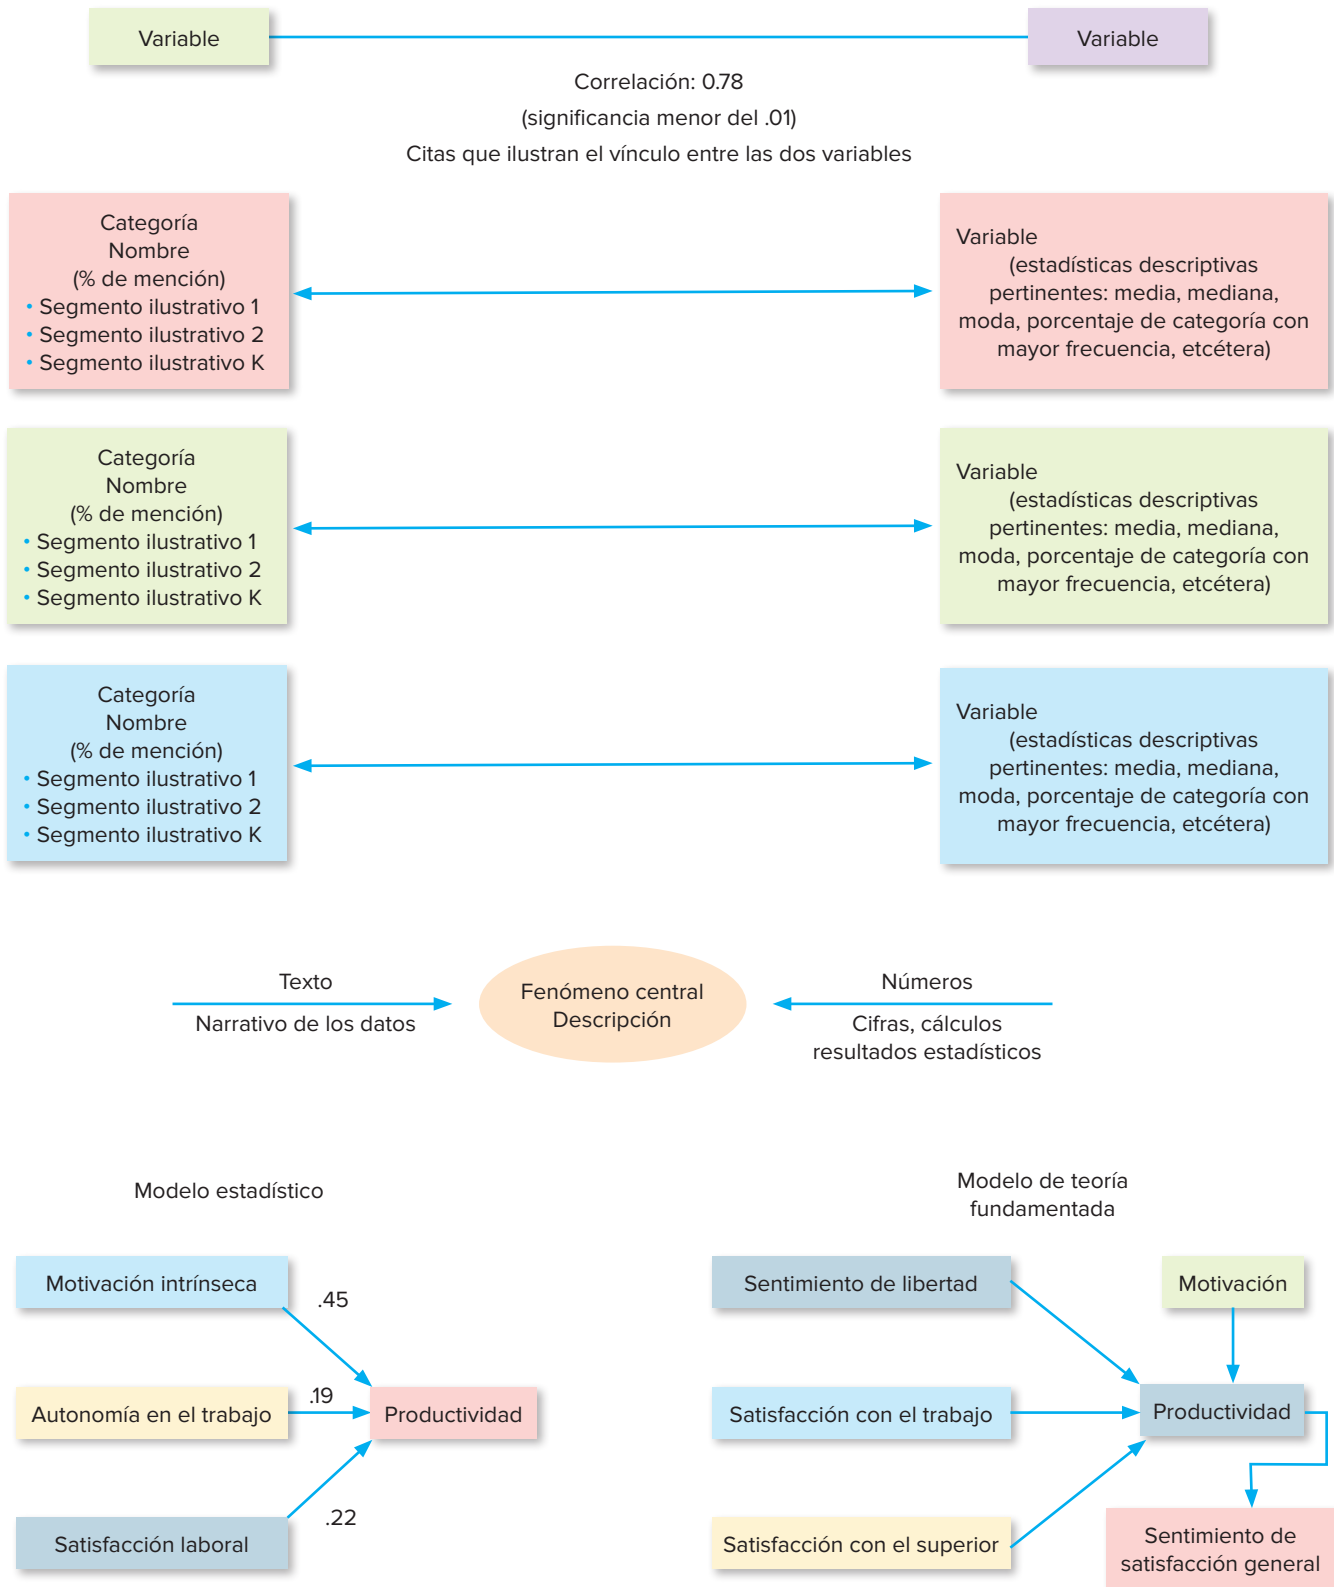 Variable
Variable
Correlación: 0.78
(significancia menor del .01)
Citas que ilustran el vínculo entre las dos variables
Categoría
Nombre
(% de mención)
• Segmento ilustrativo 1
• Segmento ilustrativo 2
• Segmento ilustrativo K
Variable
(estadísticas descriptivas
pertinentes: media, mediana,
moda, porcentaje de categoría con
mayor frecuencia, etcétera)
Categoría
Nombre
(% de mención)
• Segmento ilustrativo 1
• Segmento ilustrativo 2
• Segmento ilustrativo K
Variable
(estadísticas descriptivas
pertinentes: media, mediana,
moda, porcentaje de categoría con
mayor frecuencia, etcétera)
Categoría
Nombre
(% de mención)
• Segmento ilustrativo 1
• Segmento ilustrativo 2
• Segmento ilustrativo K
Variable
(estadísticas descriptivas
pertinentes: media, mediana,
moda, porcentaje de categoría con
mayor frecuencia, etcétera)
Texto
Narrativo de los datos
Fenómeno central
Descripción
Números
Cifras, cálculos
resultados estadísticos
Modelo estadístico
Motivación intrínseca
.45
Autonomía en el trabajo
.19
Productividad
Satisfacción laboral
.22
Modelo de teoría
fundamentada
Sentimiento de libertad
Motivación
Satisfacción con el trabajo
Productividad
Satisfacción con el superior
Sentimiento de
satisfacción general